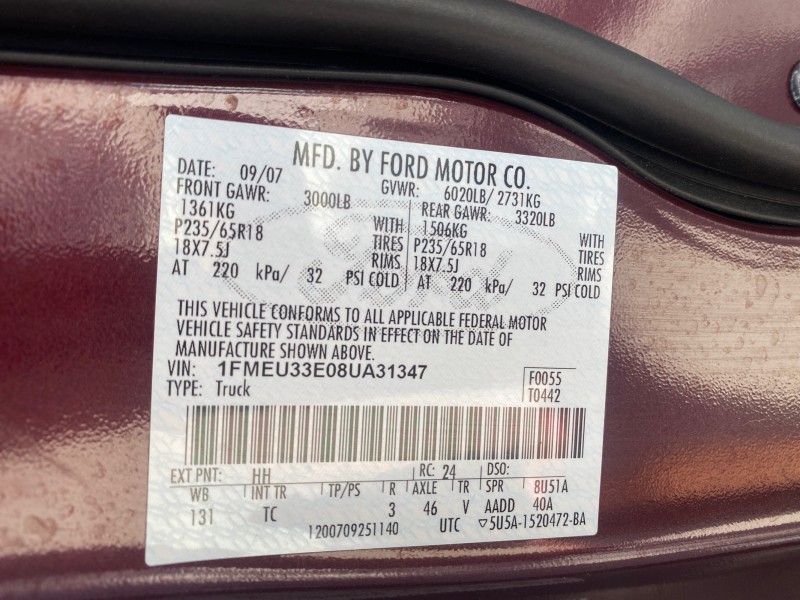 MFD. BY FORD MOTOR CO.
DATE: 09/07 GVWR: 6020LB/ 2731KG
FRONT GAWR: 3000LB REAR GAWR: 3320LB
1361KG WITH 1506KG WITH
P235/65R18 TIRES P235/65R18 TIRES
18X7.5J RIMS 18X7.5J RIMS
AT 220 kPa/ 32 PSI COLD AT 220 kPa/ 32 PSI COLD
Ford
THIS VEHICLE CONFORMS TO ALL APPLICABLE FEDERAL MOTOR
VEHICLE SAFETY STANDARDS IN EFFECT ON THE DATE OF
MANUFACTURE SHOWN ABOVE.
VIN: 1FMEU33E08UA31347 F0055
TYPE: Truck T0442
EXT PNT: HH RC: 24 DSO:
WB INT TR TP/PS R AXLE TR SPR 8U51A
131 TC 3 46 V AADD 40A
1200709251140 UTC ▽5U5A-1520472-BA